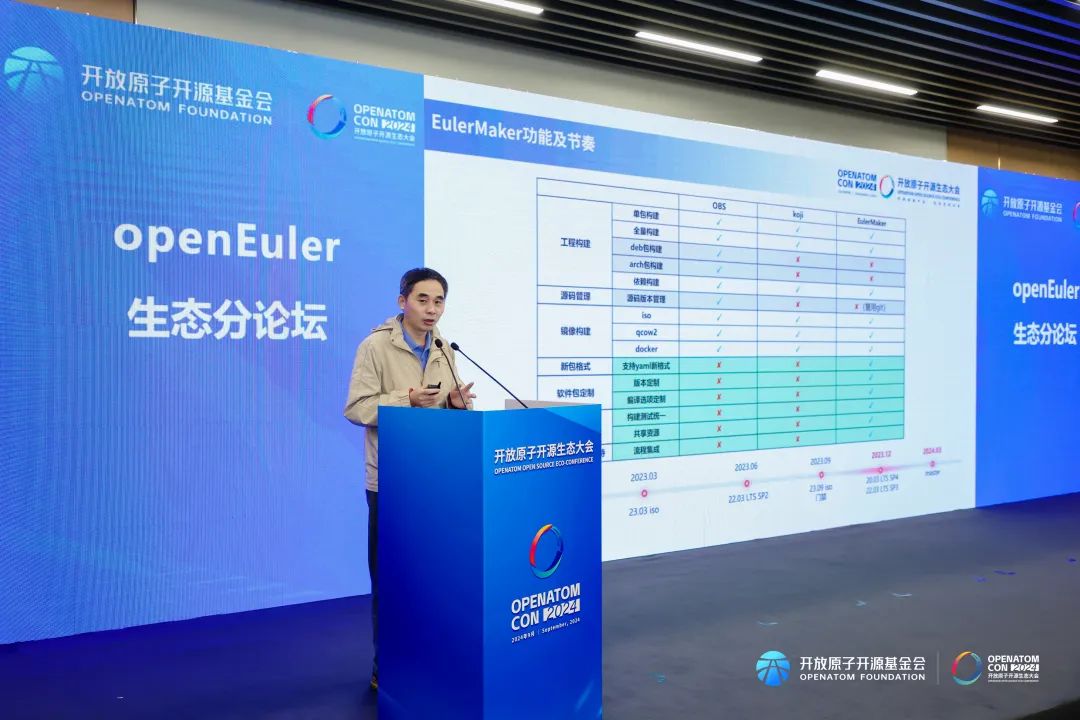 开放原子开源基金会
OPENATOM FOUNDATION
OPENATOM
CON 2024
开放原子开源生态大会
openEuler
生态分论坛
EulerMaker功能及节奏
OPENATOM
CON 2024
开放原子开源生态大会
OBS koji EulerMaker
工程构建
单包构建 ✓ ✓ ✓
全量构建 ✓ ✓ ✓
deb包构建 ✓ ✗ ✗
arch包构建 ✓ ✗ ✗
依赖构建 ✓ ✓ ✓
源码管理 源码版本管理 ✓ ✗ ✗ (复用git)
镜像构建
iso ✓ ✓ ✓
qcow2 ✓ ✓ ✓
docker ✓ ✓ ✓
新包格式 支持yaml新格式 ✗ ✗ ✓
软件包定制
版本定制 ✗ ✗ ✓
编译选项定制 ✗ ✗ ✓
构建测试统一 ✗ ✗ ✓
共享资源 ✗ ✗ ✓
流程集成 ✗ ✗ ✓
2023.03
23.03 iso
2023.06
22.03 LTS SP2
2023.09
23.09 iso
门禁
2023.12
20.03 LTS SP4
22.03 LTS SP3
2024.03
master
开放原子开源基金会
OPENATOM FOUNDATION
openEuler
生态分论坛
开放原子开源生态大会
OPENATOM OPEN SOURCE ECO-CONFERENCE
OPENATOM
CON 2024
2024年9月 | September, 2024
开放原子开源基金会
OPENATOM FOUNDATION
OPENATOM
CON 2024
开放原子开源生态大会